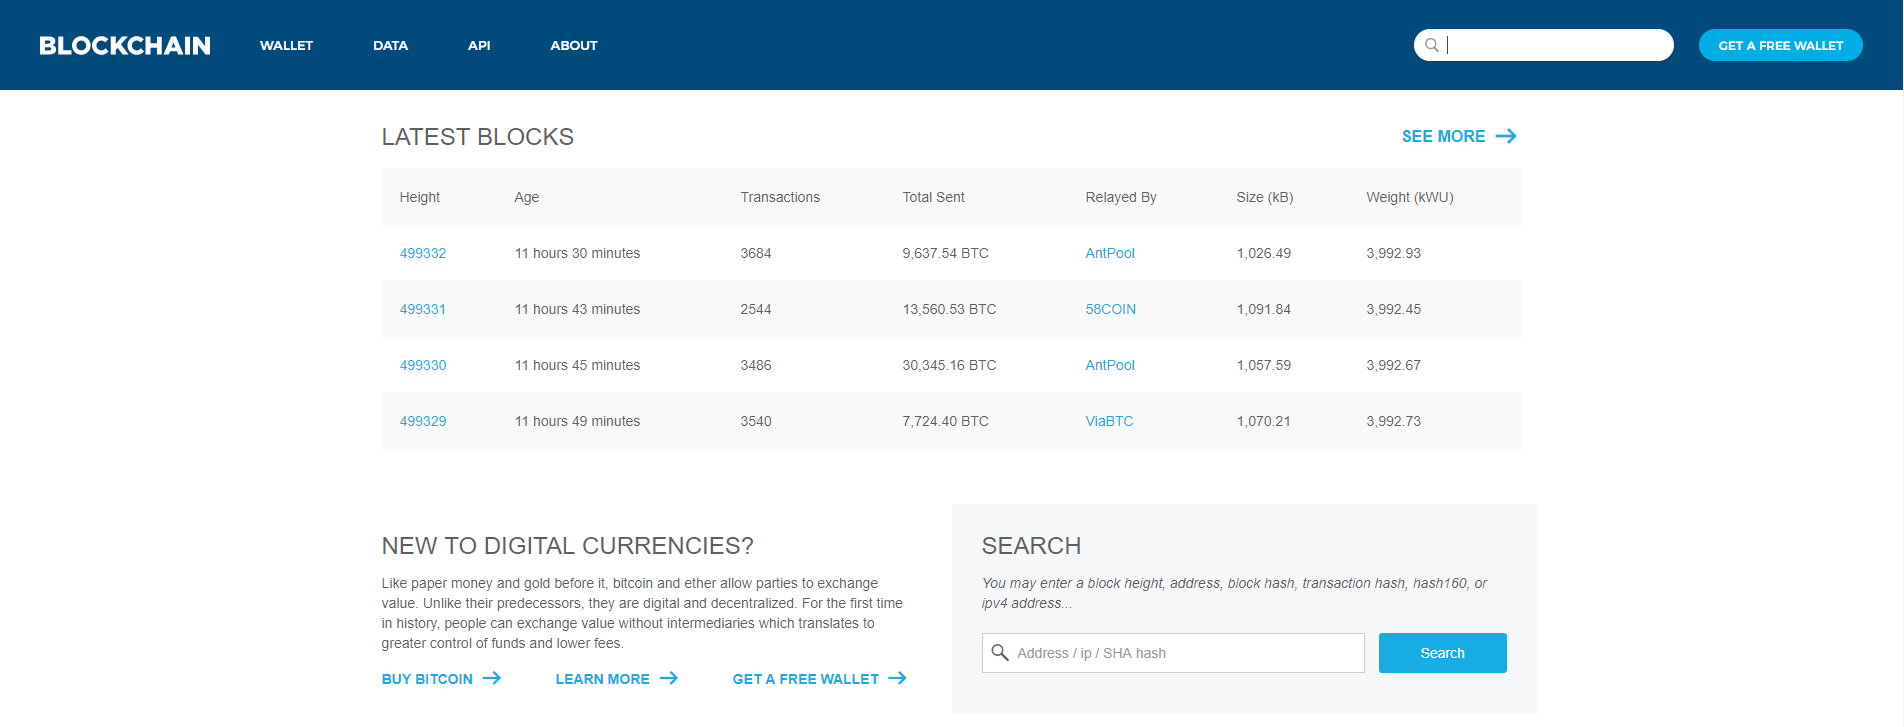 BLOCKCHAIN WALLET DATA API ABOUT GET A FREE WALLET
LATEST BLOCKS SEE MORE
Height Age Transactions Total Sent Relayed By Size (kB) Weight (kWU)
499332 11 hours 30 minutes 3684 9,637.54 BTC AntPool 1,026.49 3,992.93
499331 11 hours 43 minutes 2544 13,560.53 BTC 58COIN 1,091.84 3,992.45
499330 11 hours 45 minutes 3486 30,345.16 BTC AntPool 1,057.59 3,992.67
499329 11 hours 49 minutes 3540 7,724.40 BTC ViaBTC 1,070.21 3,992.73
NEW TO DIGITAL CURRENCIES?
Like paper money and gold before it, bitcoin and ether allow parties to exchange
value. Unlike their predecessors, they are digital and decentralized. For the first time
in history, people can exchange value without intermediaries which translates to
greater control of funds and lower fees.
BUY BITCOIN LEARN MORE GET A FREE WALLET
SEARCH
You may enter a block height, address, block hash, transaction hash, hash160, or
ipv4 address...
Address / ip / SHA hash Search